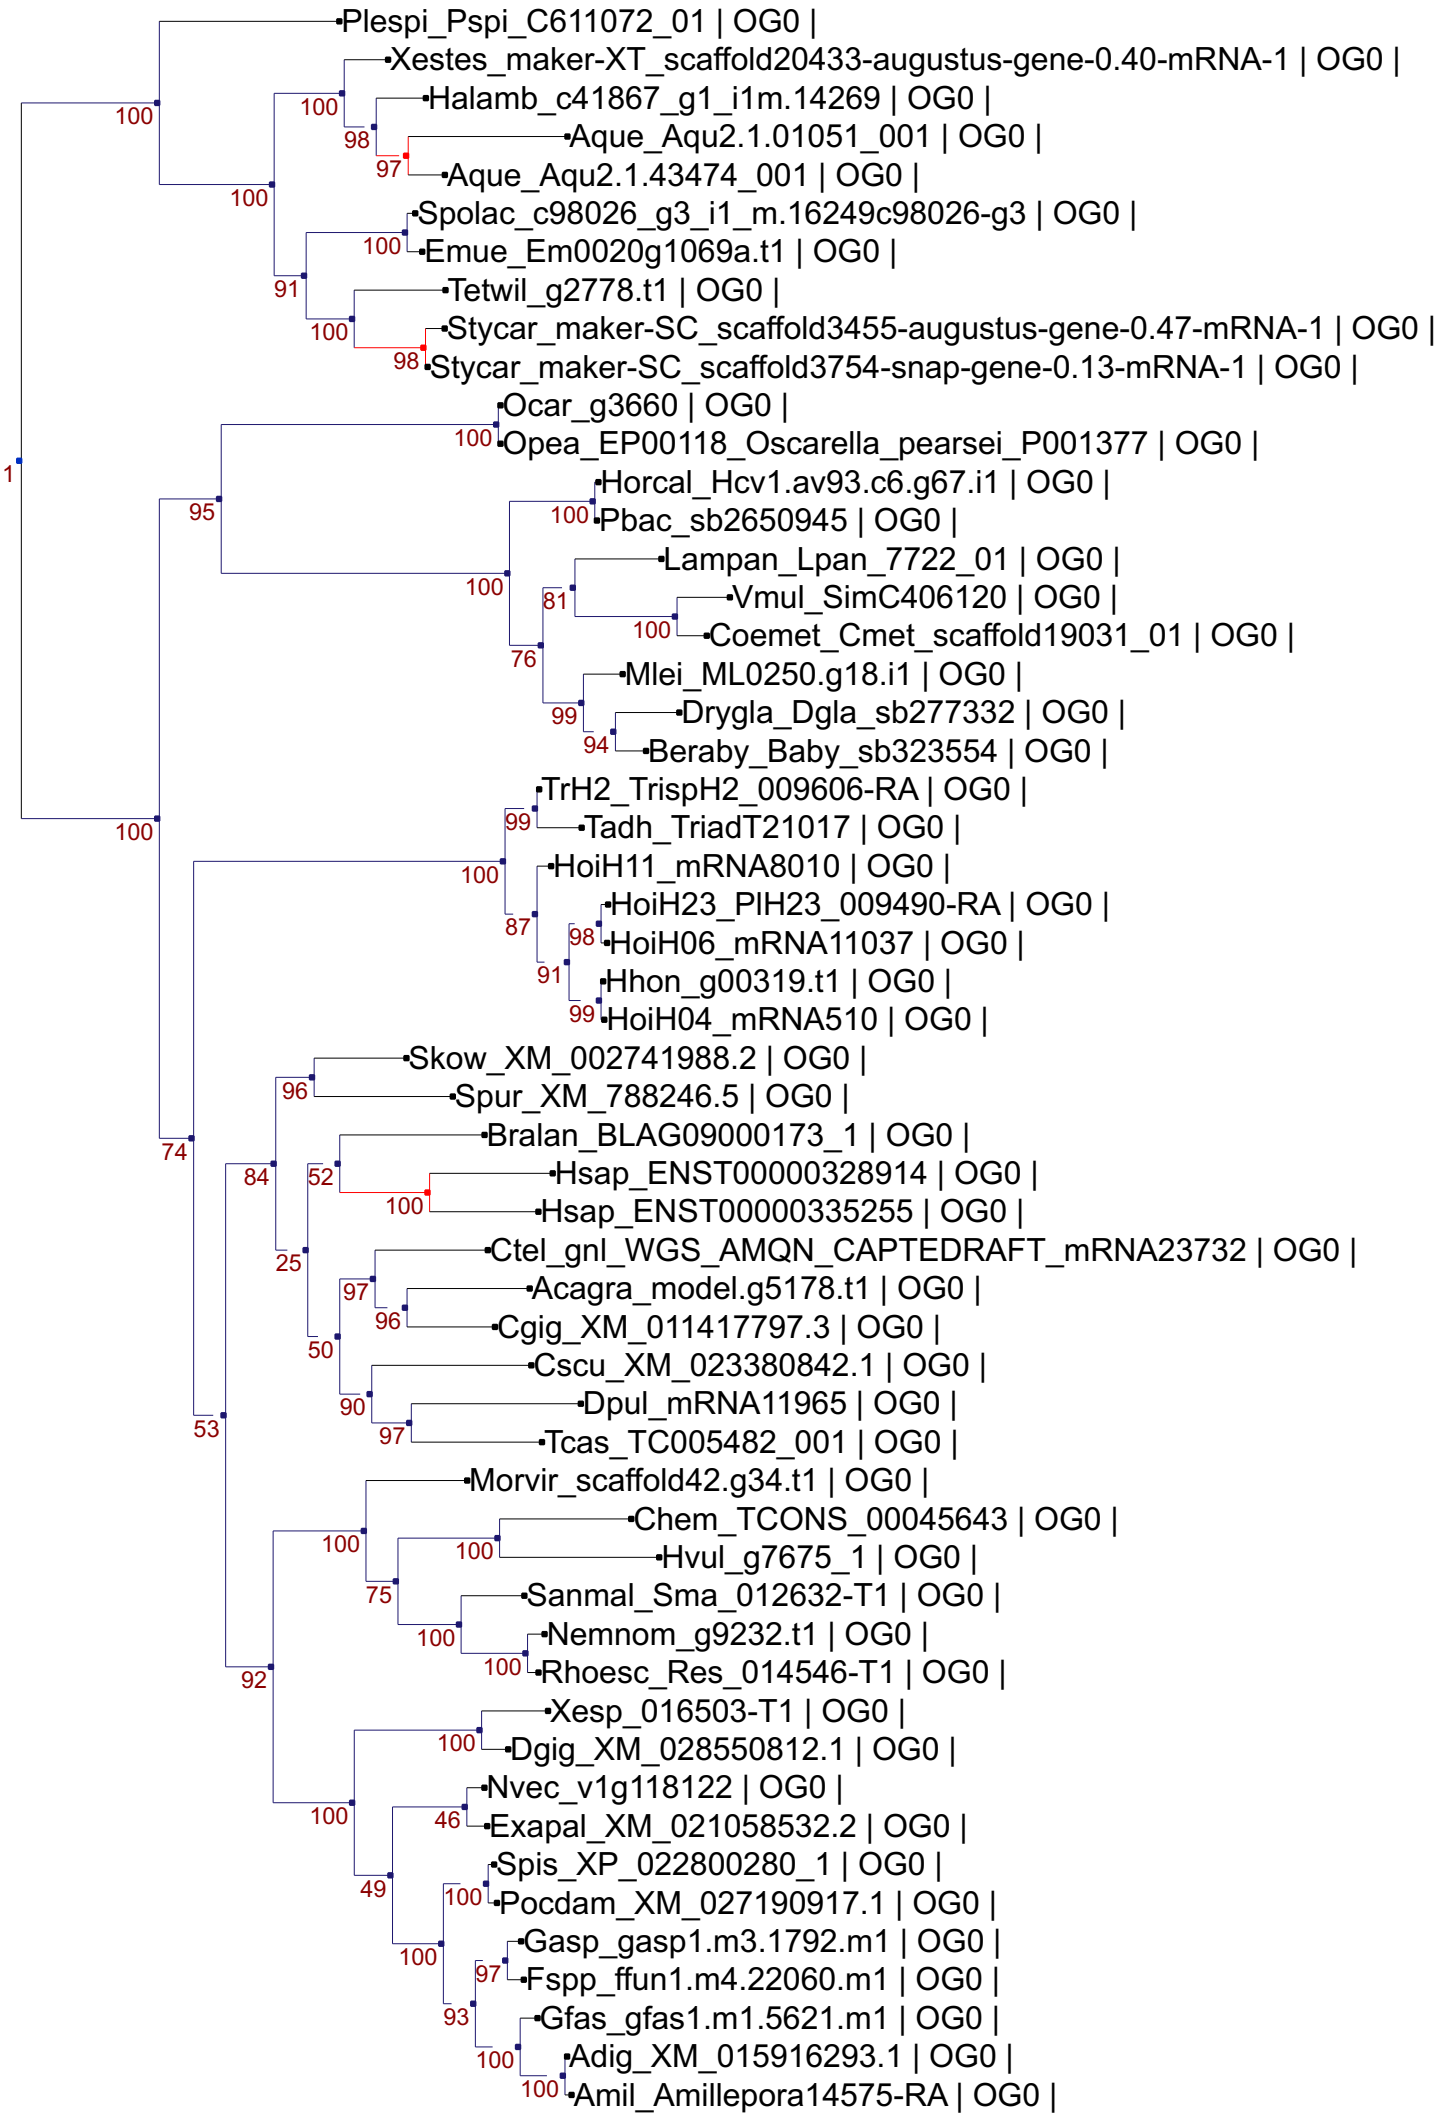 Plespi_Pspi_C611072_01 | OG0 |
Xestes_maker-XT_scaffold20433-augustus-gene-0.40-mRNA-1 | OG0 |
100
100
Halamb_c41867_g1_i1m.14269 | OG0 |
98
Aque_Aqu2.1.01051_001 | OG0 |
97
Aque_Aqu2.1.43474_001 | OG0 |
100
Spolac_c98026_g3_i1_m.16249c98026-g3 | OG0 |
100
Emue_Em0020g1069a.t1 | OG0 |
91
Tetwil_g2778.t1 | OG0 |
100
Stycar_maker-SC_scaffold3455-augustus-gene-0.47-mRNA-1 | OG0 |
98
Stycar_maker-SC_scaffold3754-snap-gene-0.13-mRNA-1 | OG0 |
Ocar_g3660 | OG0 |
100
Opea_EP00118_Oscarella_pearsei_P001377 | OG0 |
1
Horcal_Hcv1.av93.c6.g67.i1 | OG0 |
95
100
Pbac_sb2650945 | OG0 |
Lampan_Lpan_7722_01 | OG0 |
100
81
Vmul_SimC406120 | OG0 |
100
Coemet_Cmet_scaffold19031_01 | OG0 |
76
Mlei_ML0250.g18.i1 | OG0 |
99
Drygla_Dgla_sb277332 | OG0 |
94
Beraby_Baby_sb323554 | OG0 |
TrH2_TrispH2_009606-RA | OG0 |
99
100
Tadh_TriadT21017 | OG0 |
HoiH11_mRNA8010 | OG0 |
100
HoiH23_PlH23_009490-RA | OG0 |
87
98
HoiH06_mRNA11037 | OG0 |
91
Hhon_g00319.t1 | OG0 |
99
HoiH04_mRNA510 | OG0 |
Skow_XM_002741988.2 | OG0 |
96
Spur_XM_788246.5 | OG0 |
Bralan_BLAG09000173_1 | OG0 |
74
84
52
Hsap_ENST00000328914 | OG0 |
100
Hsap_ENST00000335255 | OG0 |
25
Ctel_gnl_WGS_AMQN_CAPTEDRAFT_mRNA23732 | OG0 |
97
Acagra_model.g5178.t1 | OG0 |
96
Cgig_XM_011417797.3 | OG0 |
50
Cscu_XM_023380842.1 | OG0 |
90
Dpul_mRNA11965 | OG0 |
53
97
Tcas_TC005482_001 | OG0 |
Morvir_scaffold42.g34.t1 | OG0 |
Chem_TCONS_00045643 | OG0 |
100
100
Hvul_g7675_1 | OG0 |
75
Sanmal_Sma_012632-T1 | OG0 |
100
Nemnom_g9232.t1 | OG0 |
100
Rhoesc_Res_014546-T1 | OG0 |
92
Xesp_016503-T1 | OG0 |
100
Dgig_XM_028550812.1 | OG0 |
Nvec_v1g118122 | OG0 |
100
46
Exapal_XM_021058532.2 | OG0 |
Spis_XP_022800280_1 | OG0 |
49
100
Pocdam_XM_027190917.1 | OG0 |
Gasp_gasp1.m3.1792.m1 | OG0 |
100
97
Fspp_ffun1.m4.22060.m1 | OG0 |
93
Gfas_gfas1.m1.5621.m1 | OG0 |
100
Adig_XM_015916293.1 | OG0 |
100
Amil_Amillepora14575-RA | OG0 |